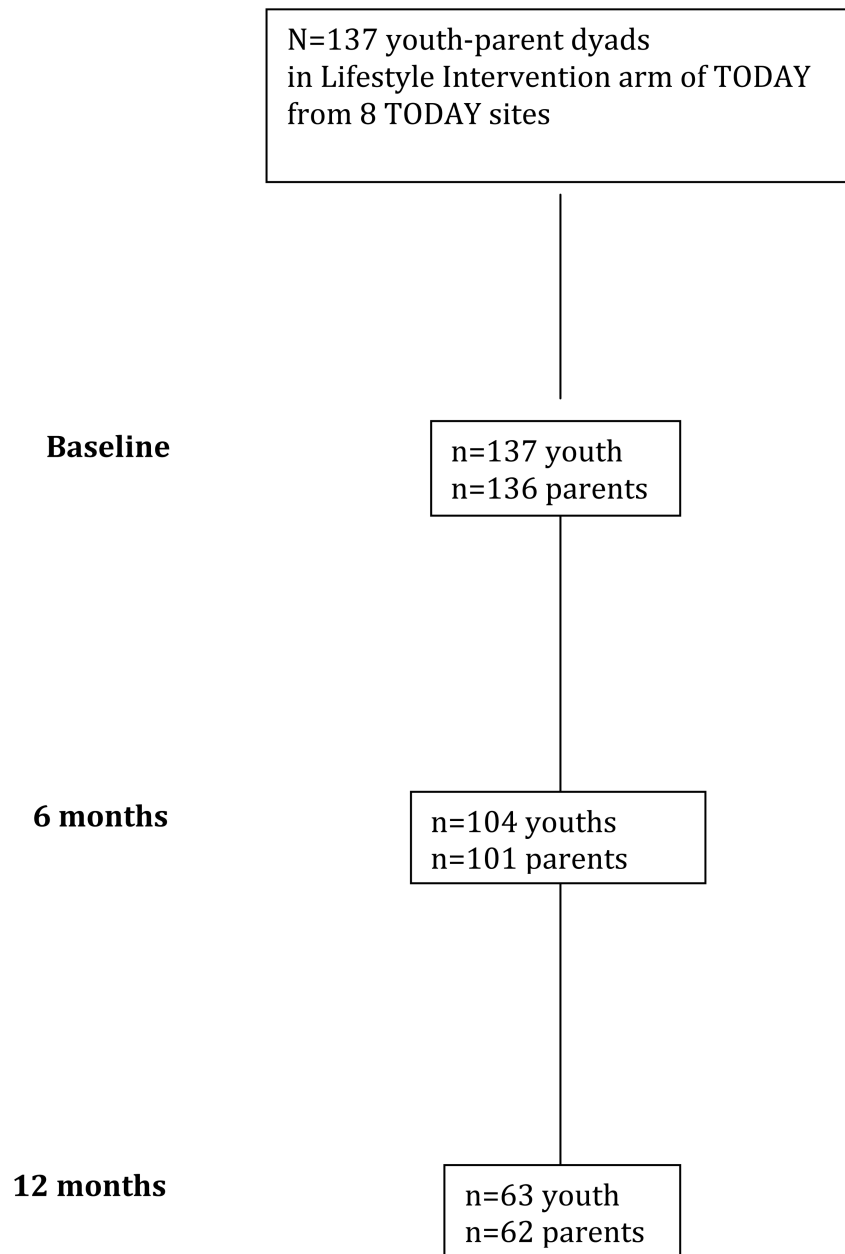 N=137 youth-parent dyads
in Lifestyle Intervention arm of TODAY
from 8 TODAY sites
Baseline
n=137 youth
n=136 parents
6 months
n=104 youths
n=101 parents
12 months
n=63 youth
n=62 parents